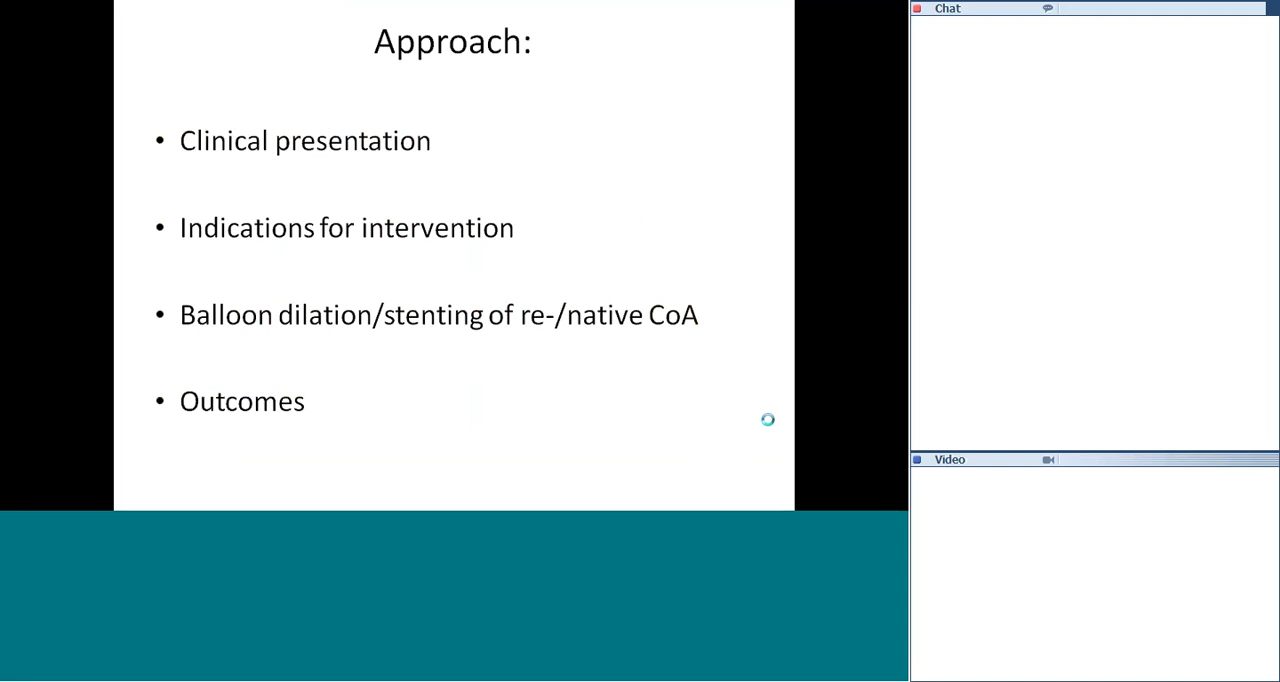 Approach:
• Clinical presentation
• Indications for intervention
• Balloon dilation/stenting of re-/native CoA
• Outcomes
Chat
Video